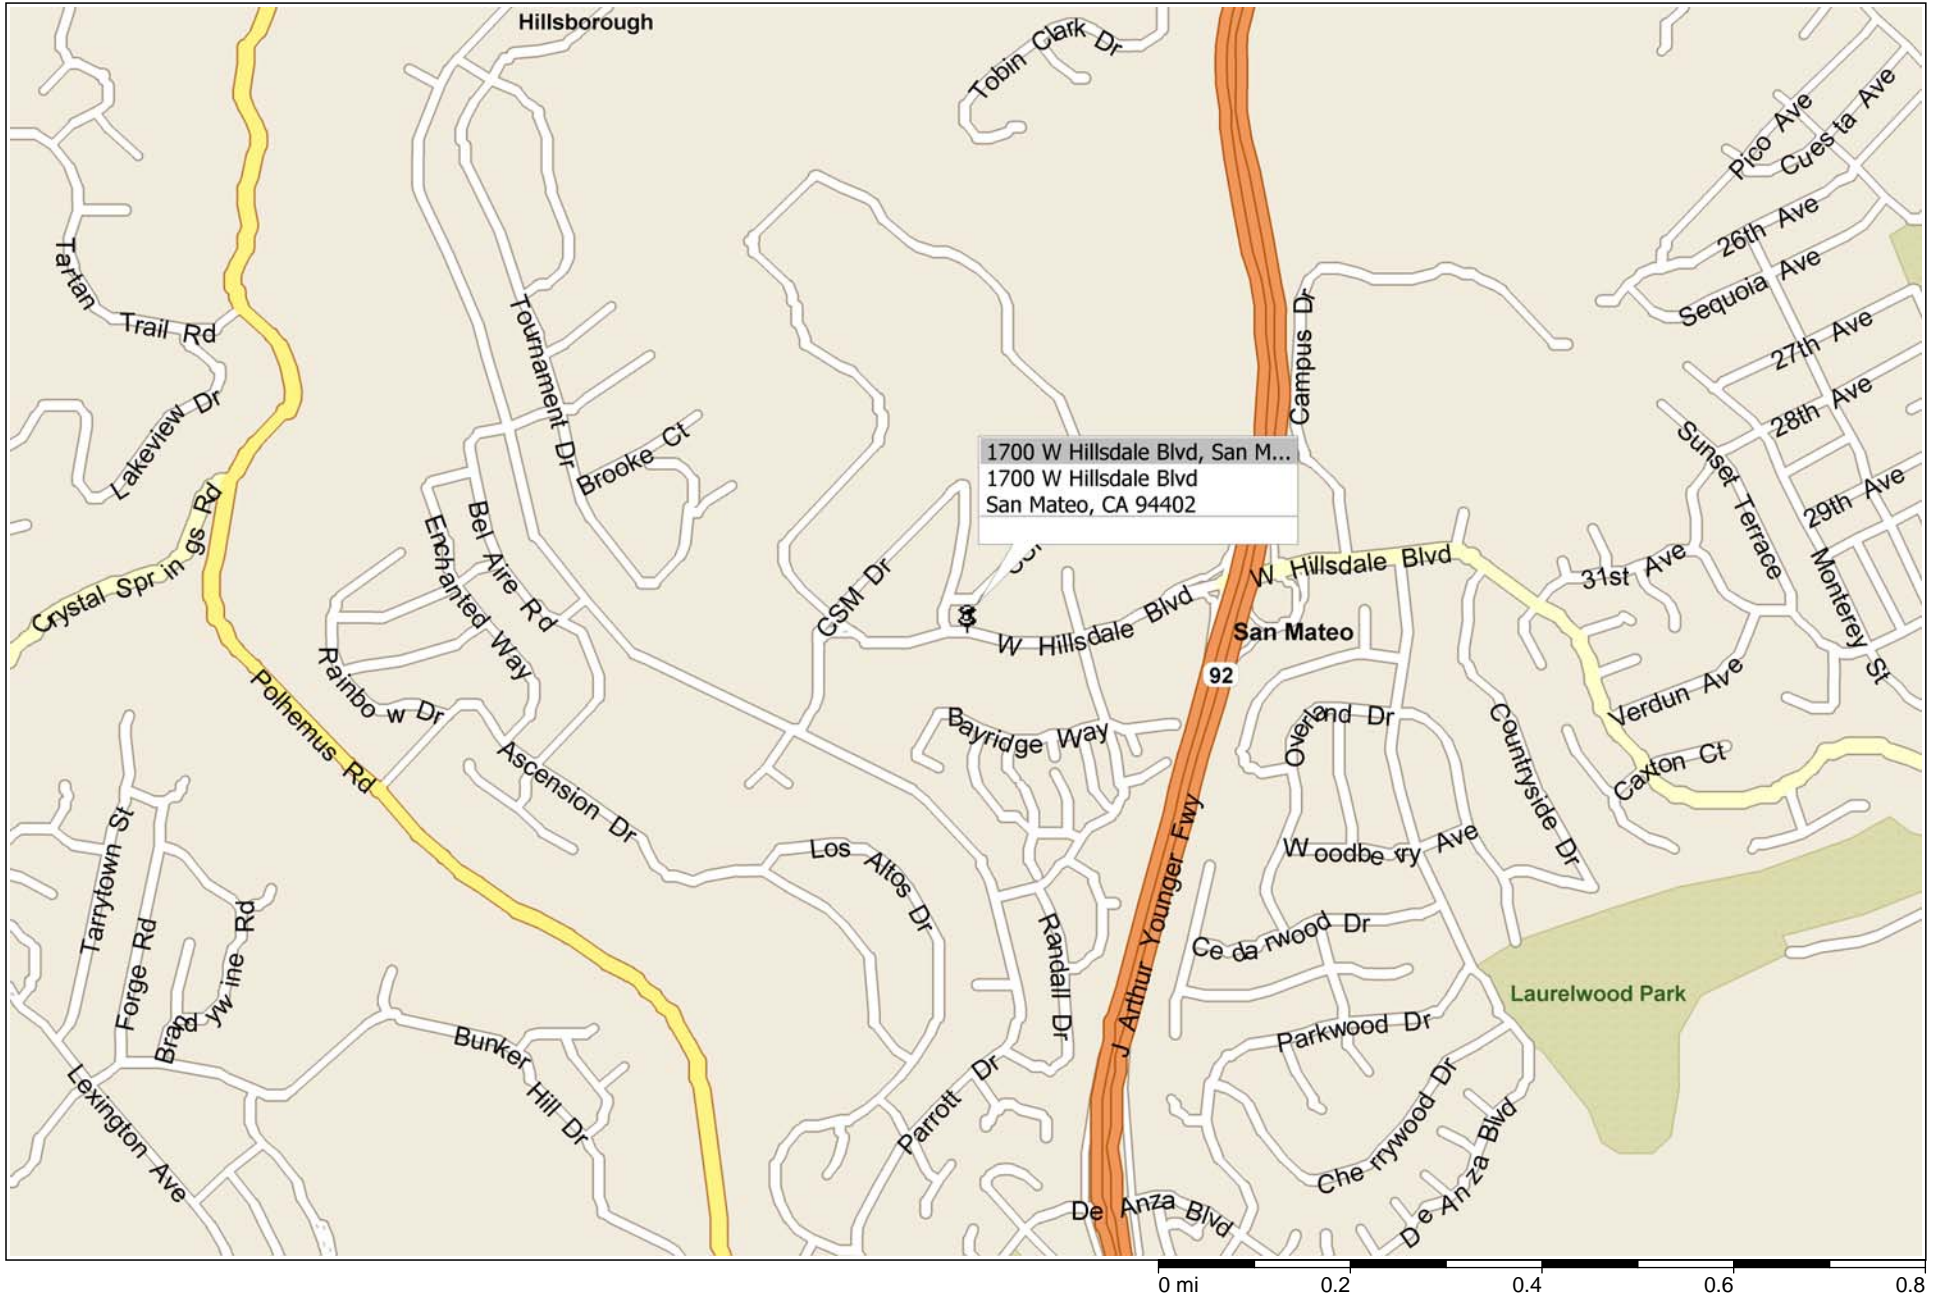 Hillsborough
Tobin Clark Dr
Pico Ave
Cuesta Ave
26th Ave
Sequoia Ave
27th Ave
28th Ave
29th Ave
Tartan Trail Rd
Lakeview Dr
Crystal Springs Rd
Tournament Dr
Brooke Ct
Bel Aire Rd
Enchanted Way
Rainbow Dr
Polhemus Rd
Ascension Dr
Campus Dr
1700 W Hillsdale Blvd, San M...
1700 W Hillsdale Blvd
San Mateo, CA 94402
CSM Dr
W Hillsdale Blvd
W Hillsdale Blvd
San Mateo
92
Sunset Terrace
31st Ave
Monterey St
Verdun Ave
Caxton Ct
Countryside Dr
Overland Dr
Bayridge Way
Woodberry Ave
Los Altos Dr
Tarrytown St
Forge Rd
Brandywine Rd
Lexington Ave
Bunker Hill Dr
Randall Dr
Parrott Dr
J Arthur Younger Fwy
Cedarwood Dr
Parkwood Dr
Cherrywood Dr
Laurelwood Park
De Anza Blvd
De Anza Blvd
0 mi 0.2 0.4 0.6 0.8